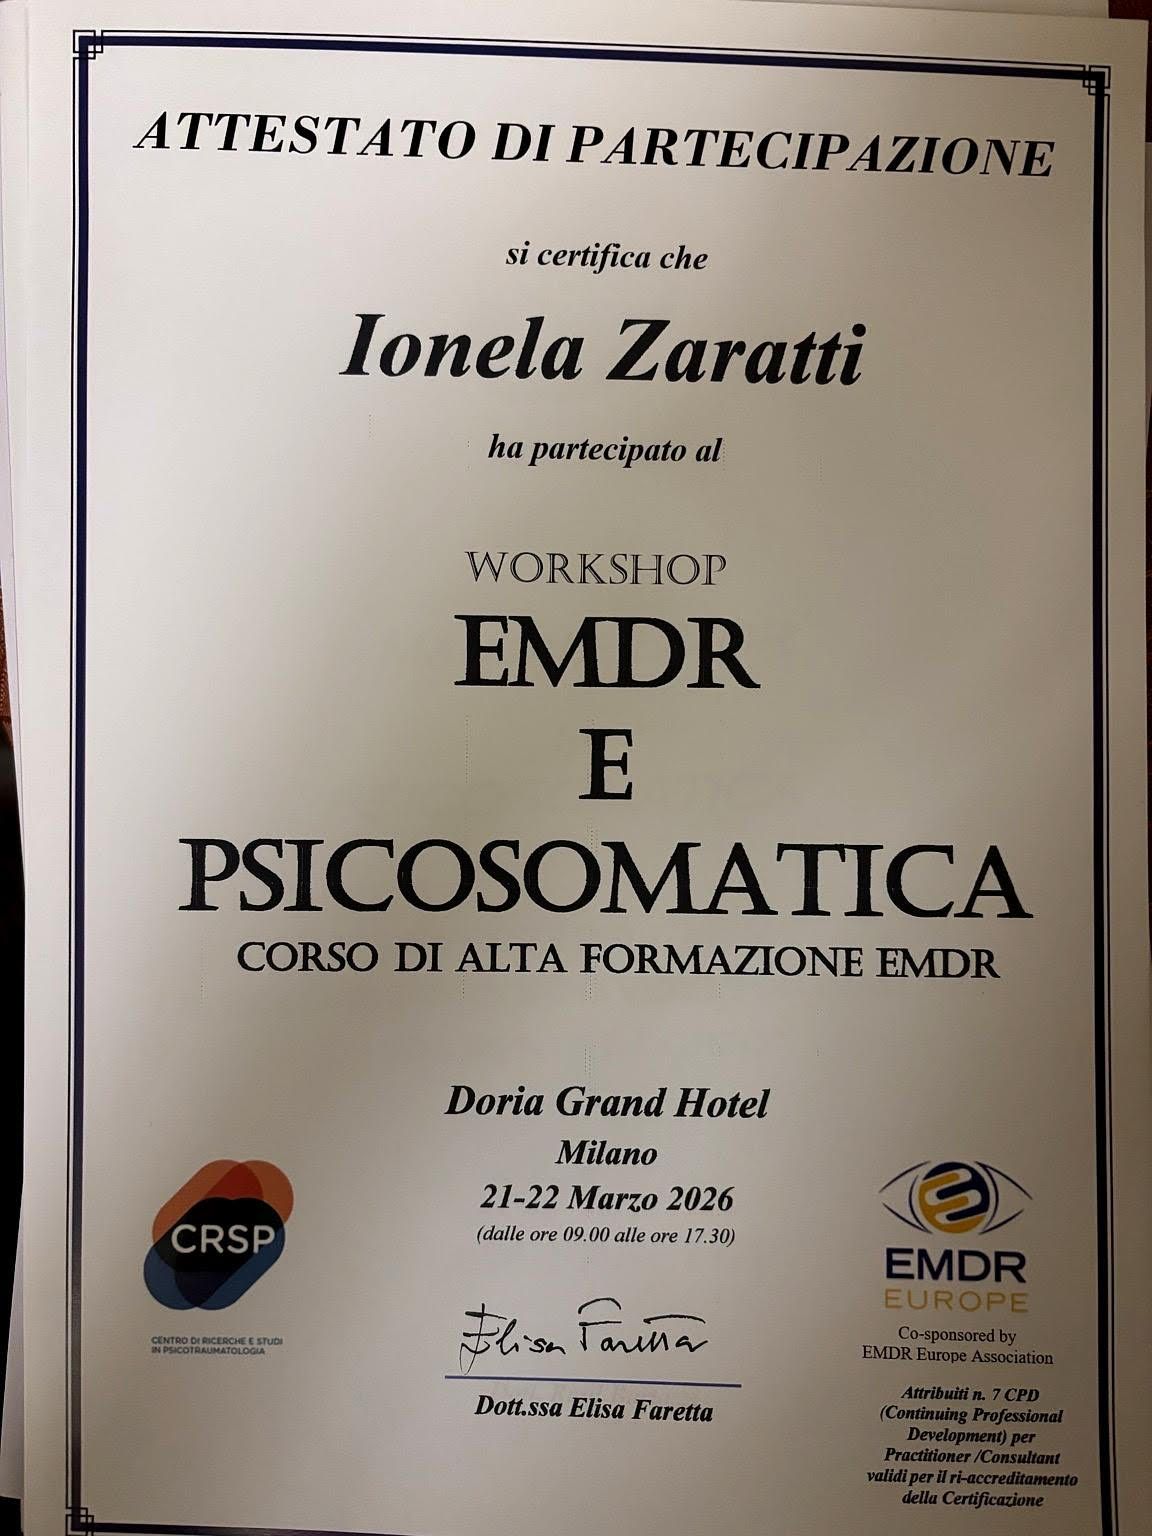 ATTESTATO DI PARTECIPAZIONE
si certifica che
Ionela Zaratti
ha partecipato al
WORKSHOP
EMDR
E
PSICOSOMATICA
CORSO DI ALTA FORMAZIONE EMDR
Doria Grand Hotel
Milano
21-22 Marzo 2026
(dalle ore 09.00 alle ore 17.30)
CRSP
CENTRO DI RICERCHE E STUDI
IN PSICOTRAUMATOLOGIA
Elisa Faretta
Dott.ssa Elisa Faretta
EMDR
EUROPE
Co-sponsored by
EMDR Europe Association
Attribuiti n. 7 CPD
(Continuing Professional
Development) per
Practitioner /Consultant
validi per il ri-accreditamento
della Certificazione